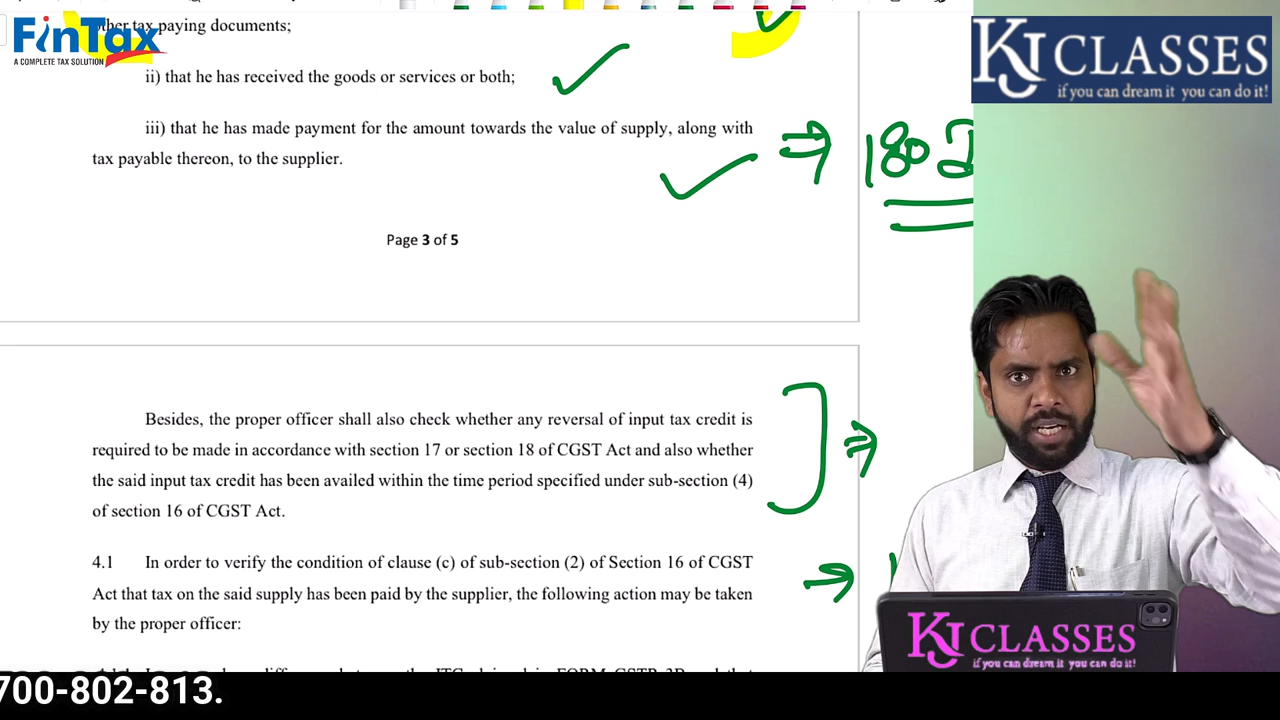 other tax paying documents;
FinTax
A COMPLETE TAX SOLUTION
KJ CLASSES
if you can dream it you can do it!
ii) that he has received the goods or services or both;
iii) that he has made payment for the amount towards the value of supply, along with
tax payable thereon, to the supplier.
180
Page 3 of 5
Besides, the proper officer shall also check whether any reversal of input tax credit is
required to be made in accordance with section 17 or section 18 of CGST Act and also whether
the said input tax credit has been availed within the time period specified under sub-section (4)
of section 16 of CGST Act.
4.1 In order to verify the condition of clause (c) of sub-section (2) of Section 16 of CGST
Act that tax on the said supply has been paid by the supplier, the following action may be taken
by the proper officer:
KJ CLASSES
if you can dream it you can do it!
700-802-813.